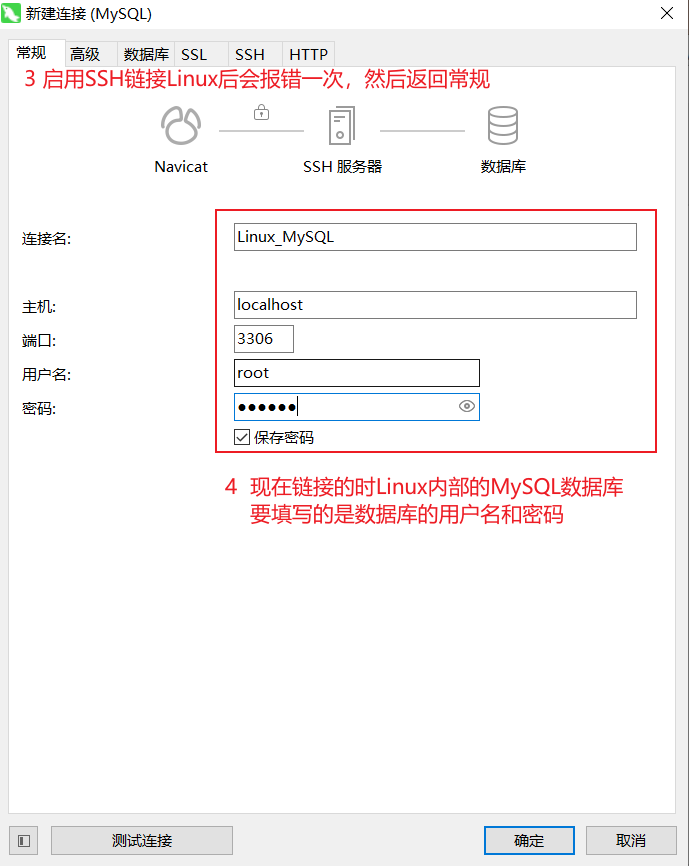 新建连接 (MySQL)
常规 高级 数据库 SSL SSH HTTP
3 启用SSH链接Linux后会报错一次，然后返回常规
Navicat SSH 服务器 数据库
连接名: Linux_MySQL
主机: localhost
端口: 3306
用户名: root
密码: ●●●●●●
保存密码
4 现在链接的时Linux内部的MySQL数据库
要填写的是数据库的用户名和密码
测试连接 确定 取消